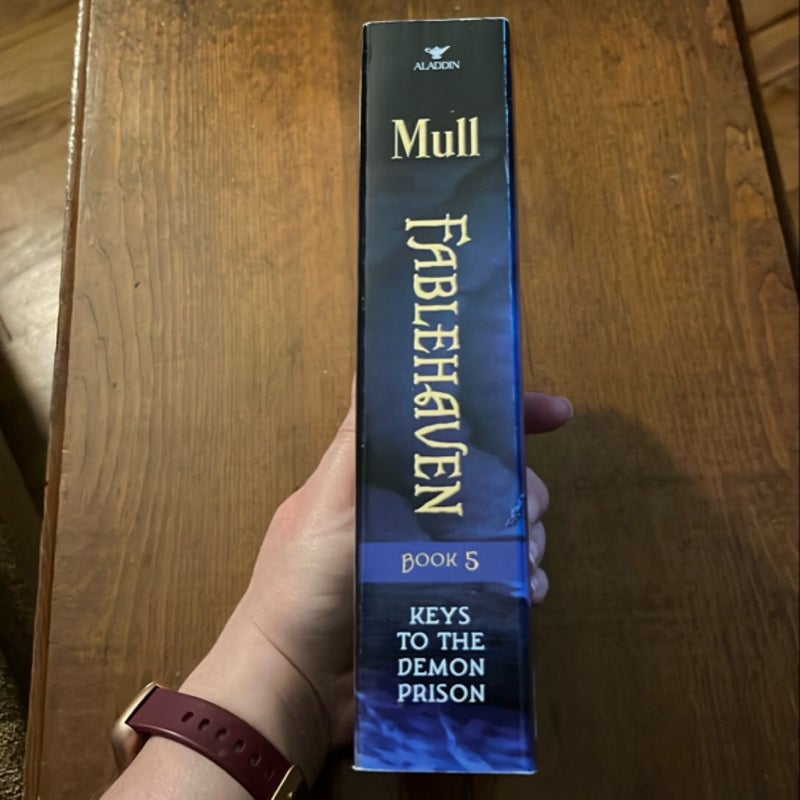 ALADDIN
Mull
FABLEHAVEN
BOOK 5
KEYS
TO THE
DEMON
PRISON